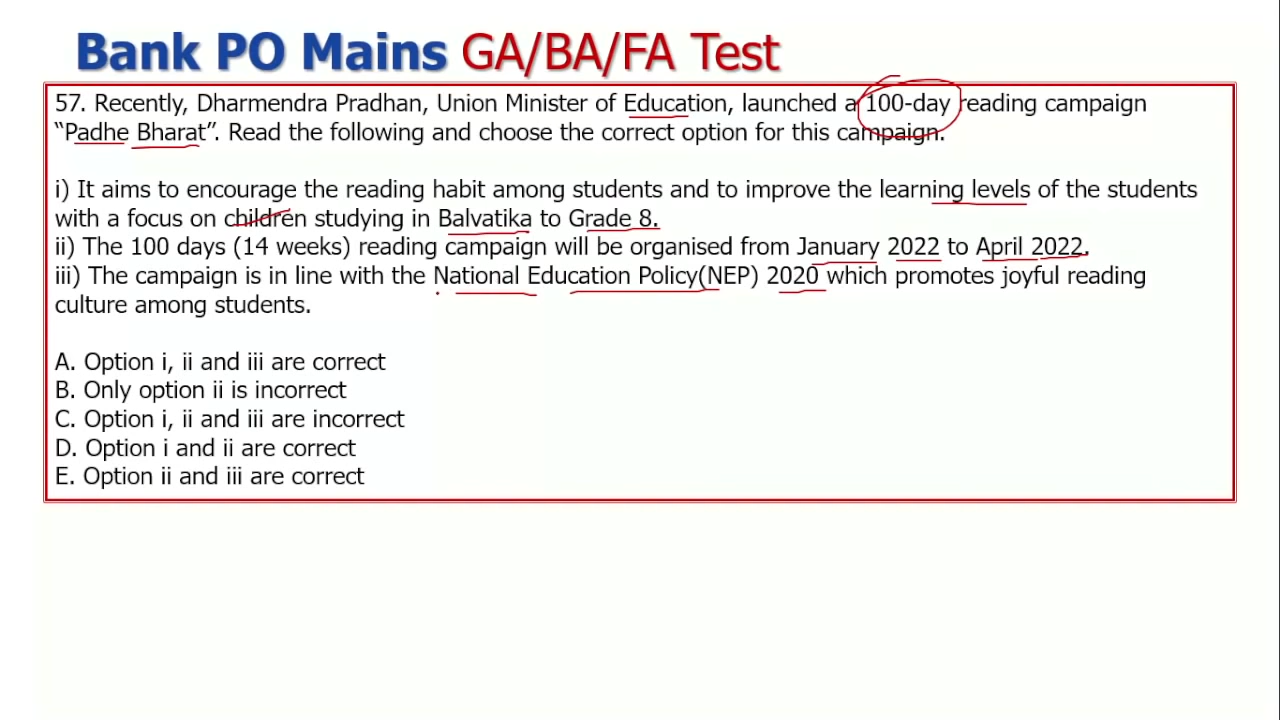 Bank PO Mains GA/BA/FA Test
57. Recently, Dharmendra Pradhan, Union Minister of Education, launched a 100-day reading campaign
“Padhe Bharat”. Read the following and choose the correct option for this campaign.
i) It aims to encourage the reading habit among students and to improve the learning levels of the students
with a focus on children studying in Balvatika to Grade 8.
ii) The 100 days (14 weeks) reading campaign will be organised from January 2022 to April 2022.
iii) The campaign is in line with the National Education Policy(NEP) 2020 which promotes joyful reading
culture among students.
A. Option i, ii and iii are correct
B. Only option ii is incorrect
C. Option i, ii and iii are incorrect
D. Option i and ii are correct
E. Option ii and iii are correct